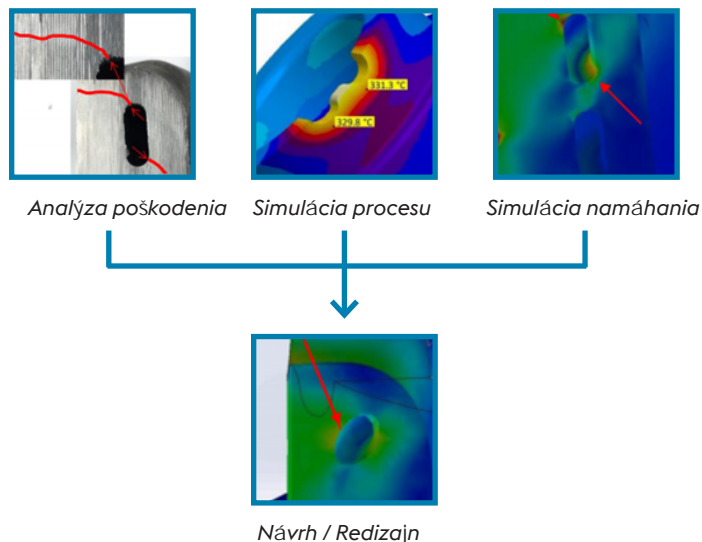 331.3 °C
329.8 °C
Analýza poškodenia
Simulácia procesu
Simulácia namáhania
Návrh / Redizajn